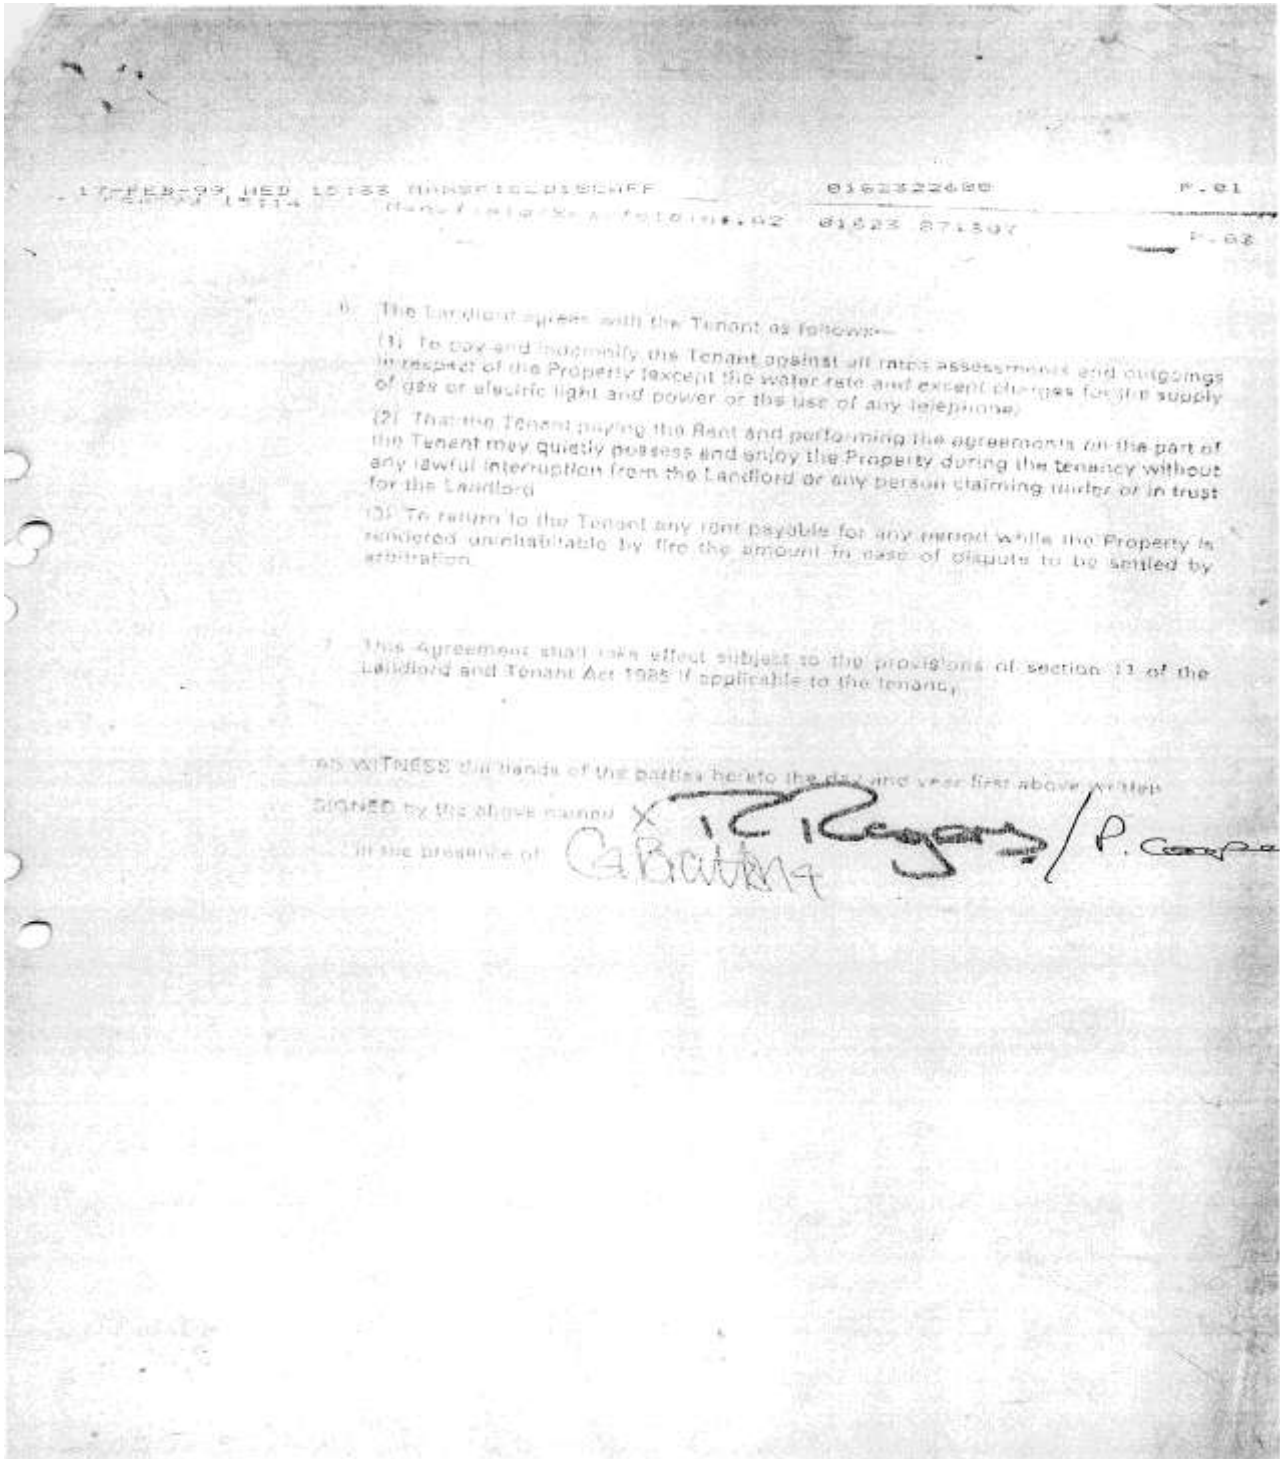 17-FEB-99 WED 15:33 MANSFIELDISCHFF 0162322680 P.01
15:14 01623 871307 P.03
6. The Landlord agrees with the Tenant as follows:—
(1) To pay and indemnify the Tenant against all rates assessments and outgoings
in respect of the Property (except the water rate and except charges for the supply
of gas or electric light and power or the use of any telephone)
(2) That the Tenant paying the Rent and performing the agreements on the part of
the Tenant may quietly possess and enjoy the Property during the tenancy without
any lawful interruption from the Landlord or any person claiming under or in trust
for the Landlord
(3) To return to the Tenant any rent payable for any period while the Property is
rendered uninhabitable by fire the amount in case of dispute to be settled by
arbitration
7. This Agreement shall take effect subject to the provisions of section 11 of the
Landlord and Tenant Act 1985 if applicable to the tenancy
AS WITNESS the hands of the parties hereto the day and year first above written
SIGNED by the above named X R Rogers / P. Coope
in the presence of G.